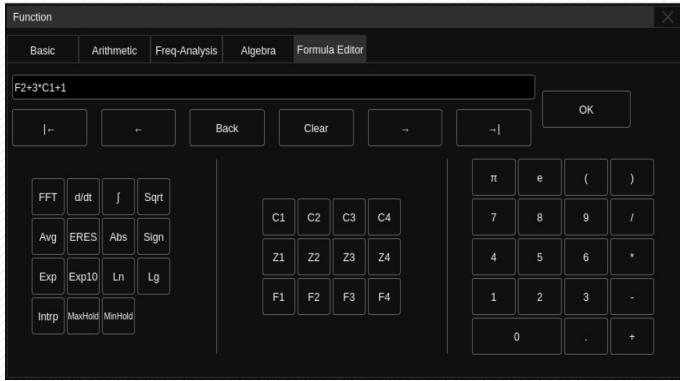 Function
Basic Arithmetic Freq-Analysis Algebra Formula Editor
F2+3*C1+1
OK
|← ← Back Clear → →|
π e ( )
FFT d/dt ∫ Sqrt
C1 C2 C3 C4
7 8 9 /
Avg ERES Abs Sign
Z1 Z2 Z3 Z4
4 5 6 *
Exp Exp10 Ln Lg
F1 F2 F3 F4
1 2 3 -
Intrp MaxHold MinHold
0 . +